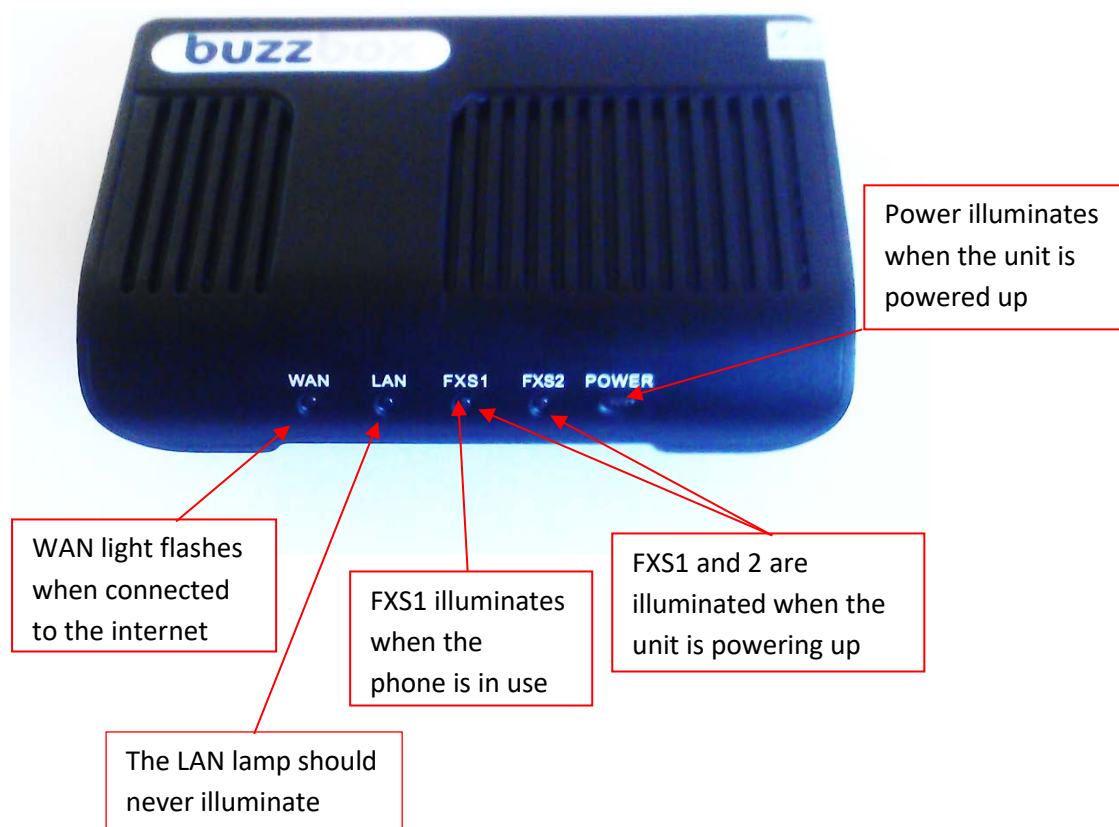 buzzbox
Power illuminates
when the unit is
powered up
WAN LAN FXS1 FXS2 POWER
WAN light flashes
when connected
to the internet
FXS1 illuminates
when the
phone is in use
FXS1 and 2 are
illuminated when the
unit is powering up
The LAN lamp should
never illuminate